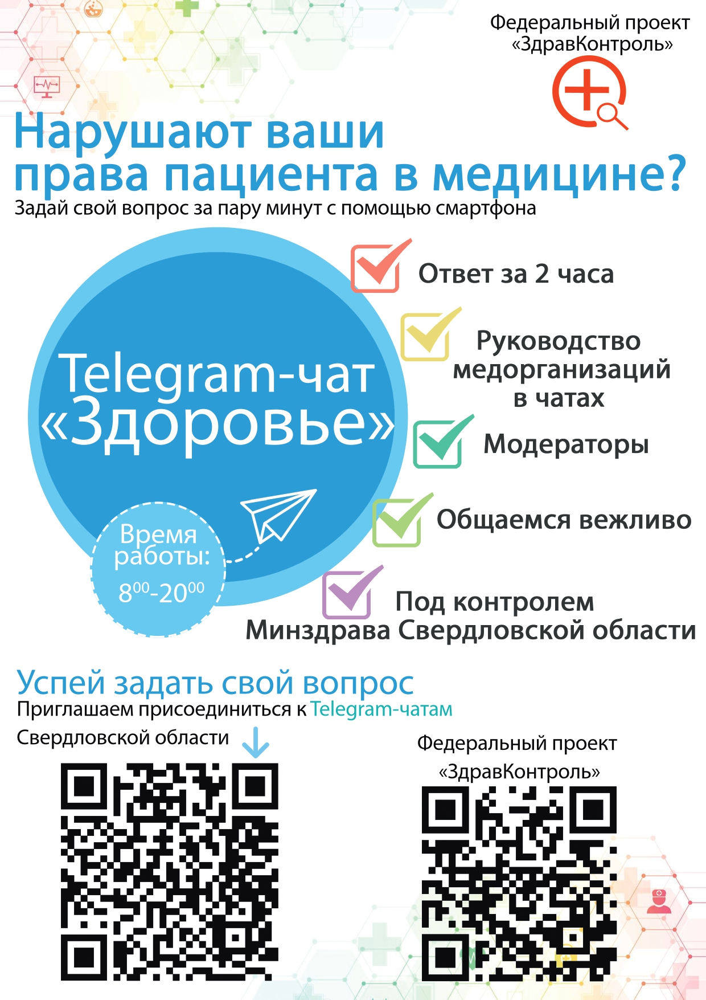 Федеральный проект
«ЗдравКонтроль»
Нарушают ваши
права пациента в медицине?
Задай свой вопрос за пару минут с помощью смартфона
Ответ за 2 часа
Руководство
медорганизаций
в чатах
Telegram-чат
«Здоровье»
Модераторы
Общаемся вежливо
Время
работы:
8⁰⁰-20⁰⁰
Под контролем
Минздрава Свердловской области
Успей задать свой вопрос
Приглашаем присоединиться к Telegram-чатам
Свердловской области
Федеральный проект
«ЗдравКонтроль»